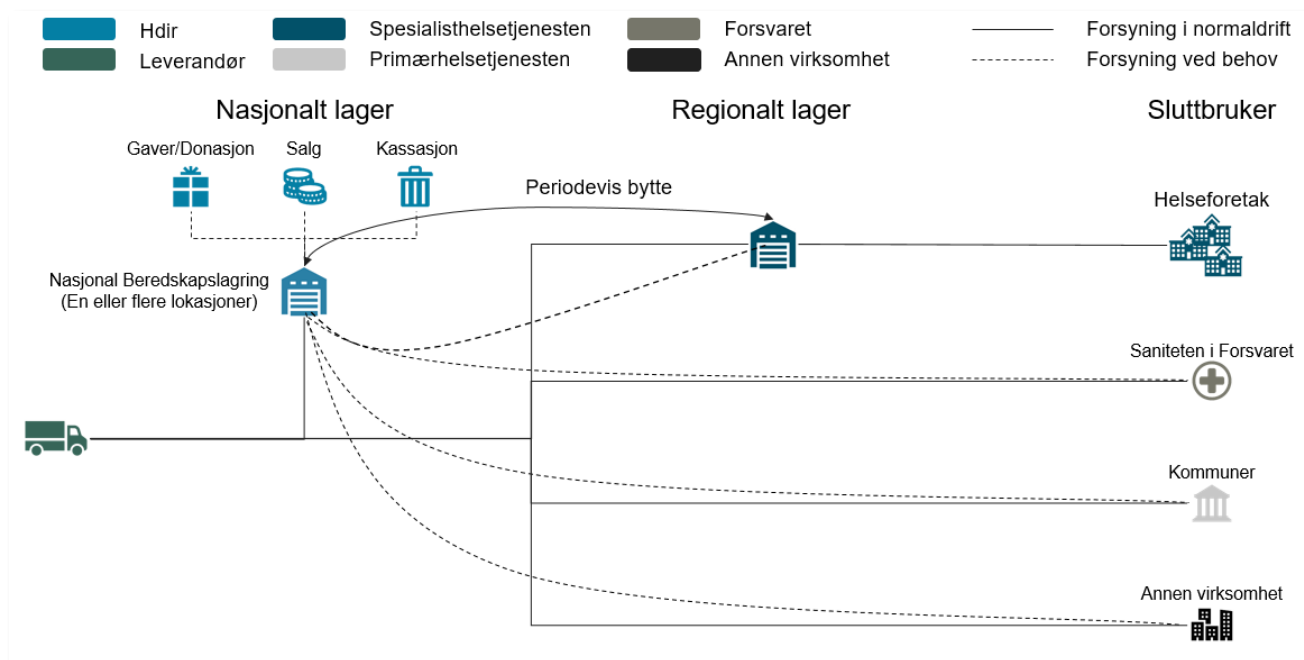 Hdir
Spesialisthelsetjenesten
Forsvaret
Forsyning i normaldrift
Leverandør
Primærhelsetjenesten
Annen virksomhet
Forsyning ved behov
Nasjonalt lager
Regionalt lager
Sluttbruker
Gaver/Donasjon
Salg
Kassasjon
Periodevis bytte
Helseforetak
Nasjonal Beredskapslagring
(En eller flere lokasjoner)
Saniteten i Forsvaret
Kommuner
Annen virksomhet